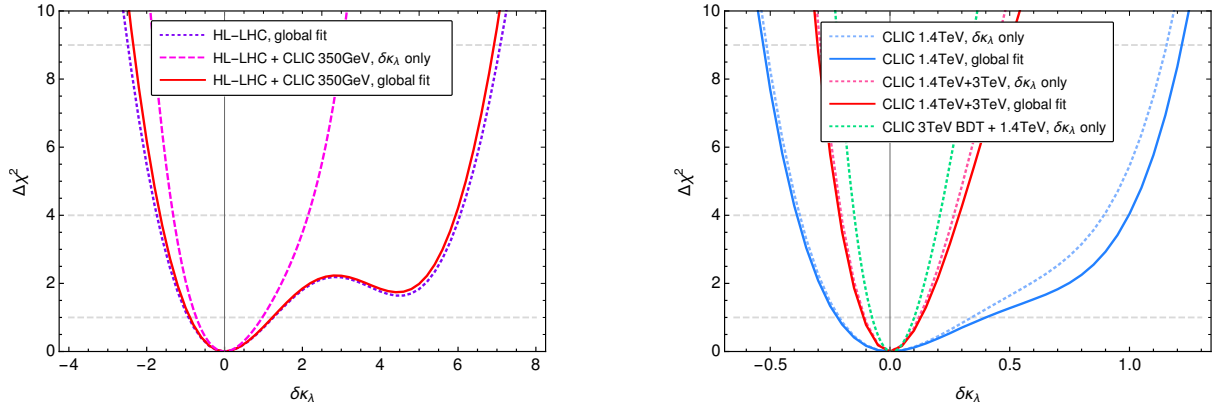 HL-LHC, global fit
HL-LHC + CLIC 350GeV, δκλ only
HL-LHC + CLIC 350GeV, global fit
10
8
6
4
2
0
Δχ²
-4 -2 0 2 4 6 8
δκλ
CLIC 1.4TeV, δκλ only
CLIC 1.4TeV, global fit
CLIC 1.4TeV+3TeV, δκλ only
CLIC 1.4TeV+3TeV, global fit
CLIC 3TeV BDT + 1.4TeV, δκλ only
10
8
6
4
2
0
Δχ²
-0.5 0.0 0.5 1.0
δκλ